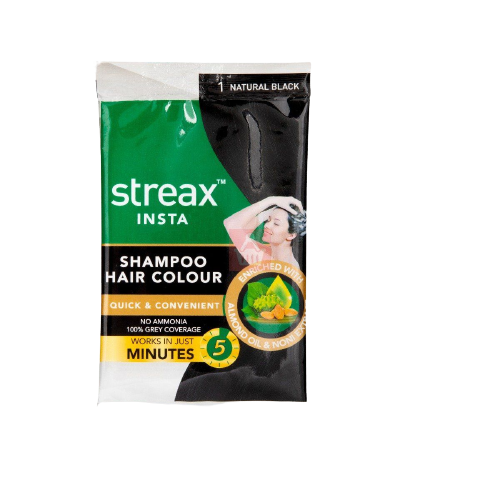 1 NATURAL BLACK
streax™
INSTA
SHAMPOO
HAIR COLOUR
QUICK & CONVENIENT
NO AMMONIA
100% GREY COVERAGE
WORKS IN JUST
MINUTES 5
ENRICHED WITH
ALMOND OIL &